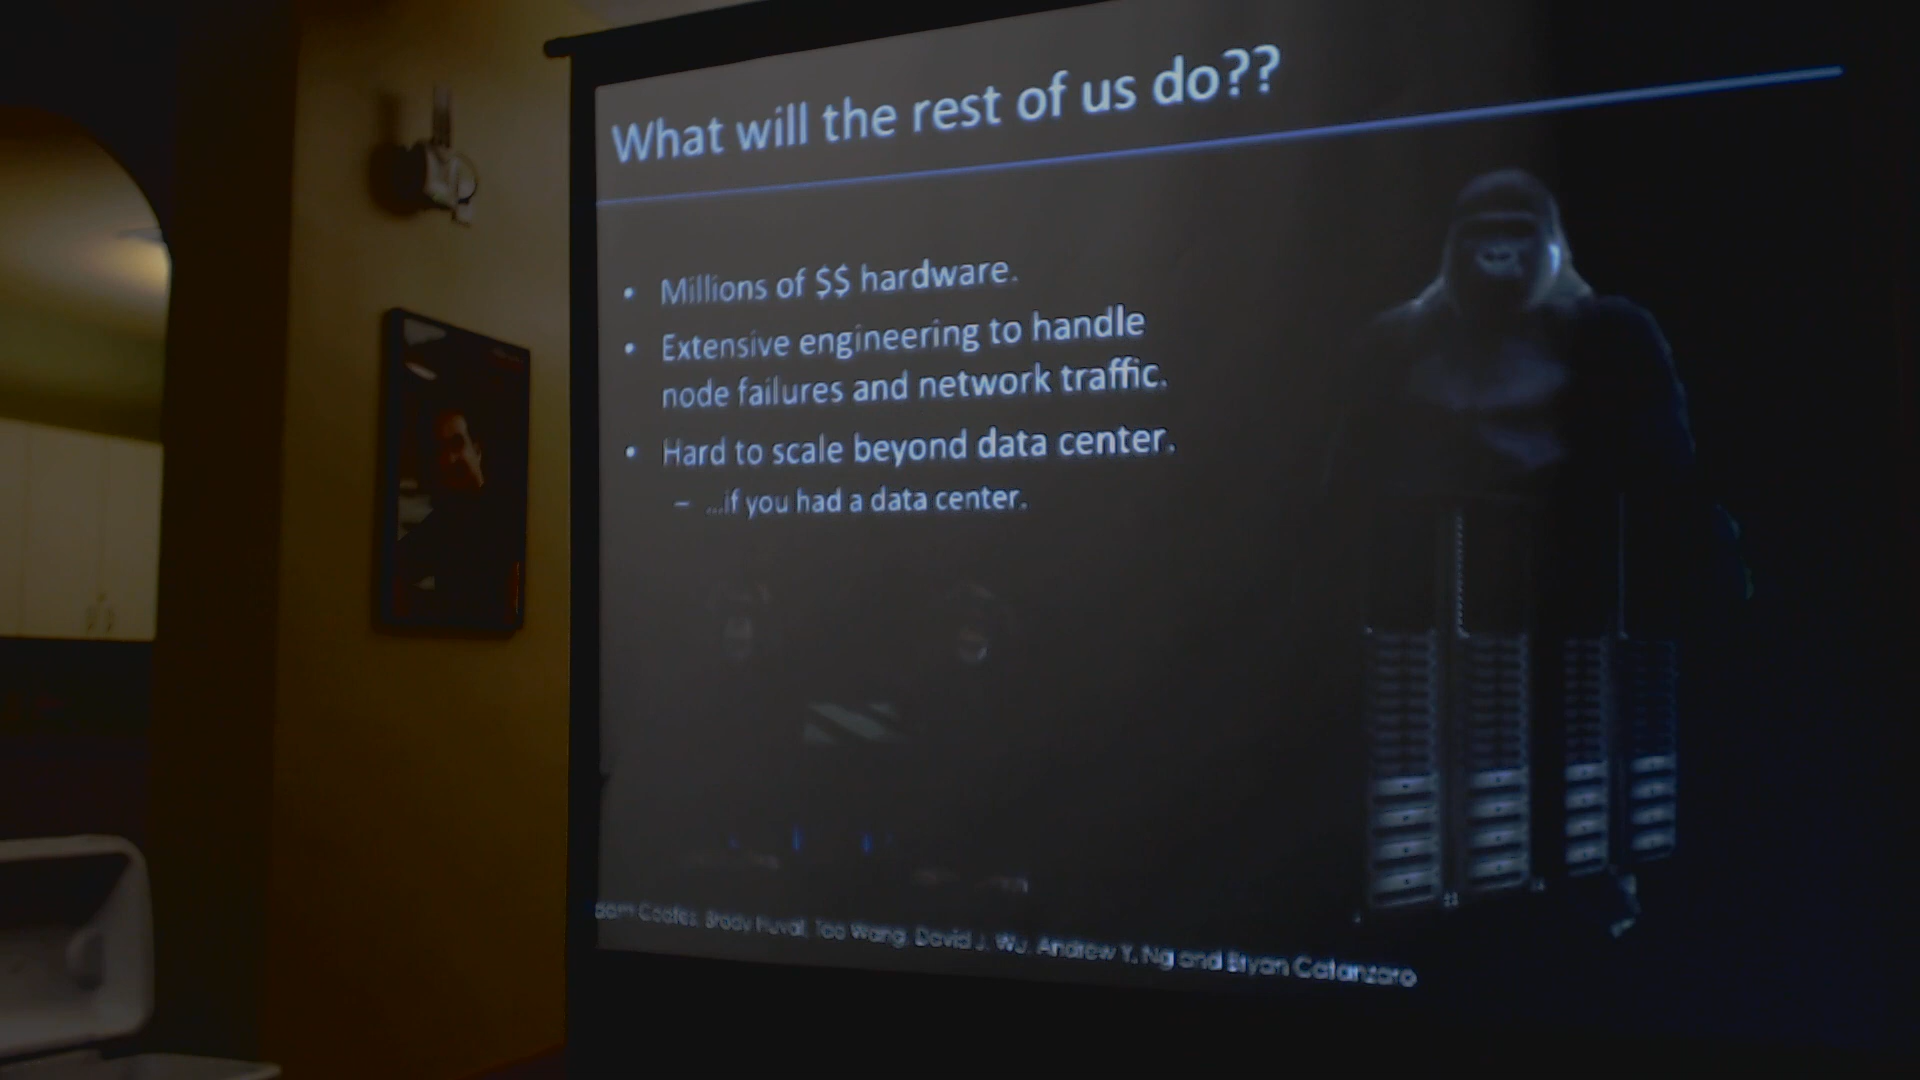 What will the rest of us do??
• Millions of $$ hardware.
• Extensive engineering to handle
node failures and network traffic.
• Hard to scale beyond data center.
– ...if you had a data center.
Coates, Brody Huval, Tao Wang, David J. Wu, Andrew Y. Ng and Bryan Catanzaro